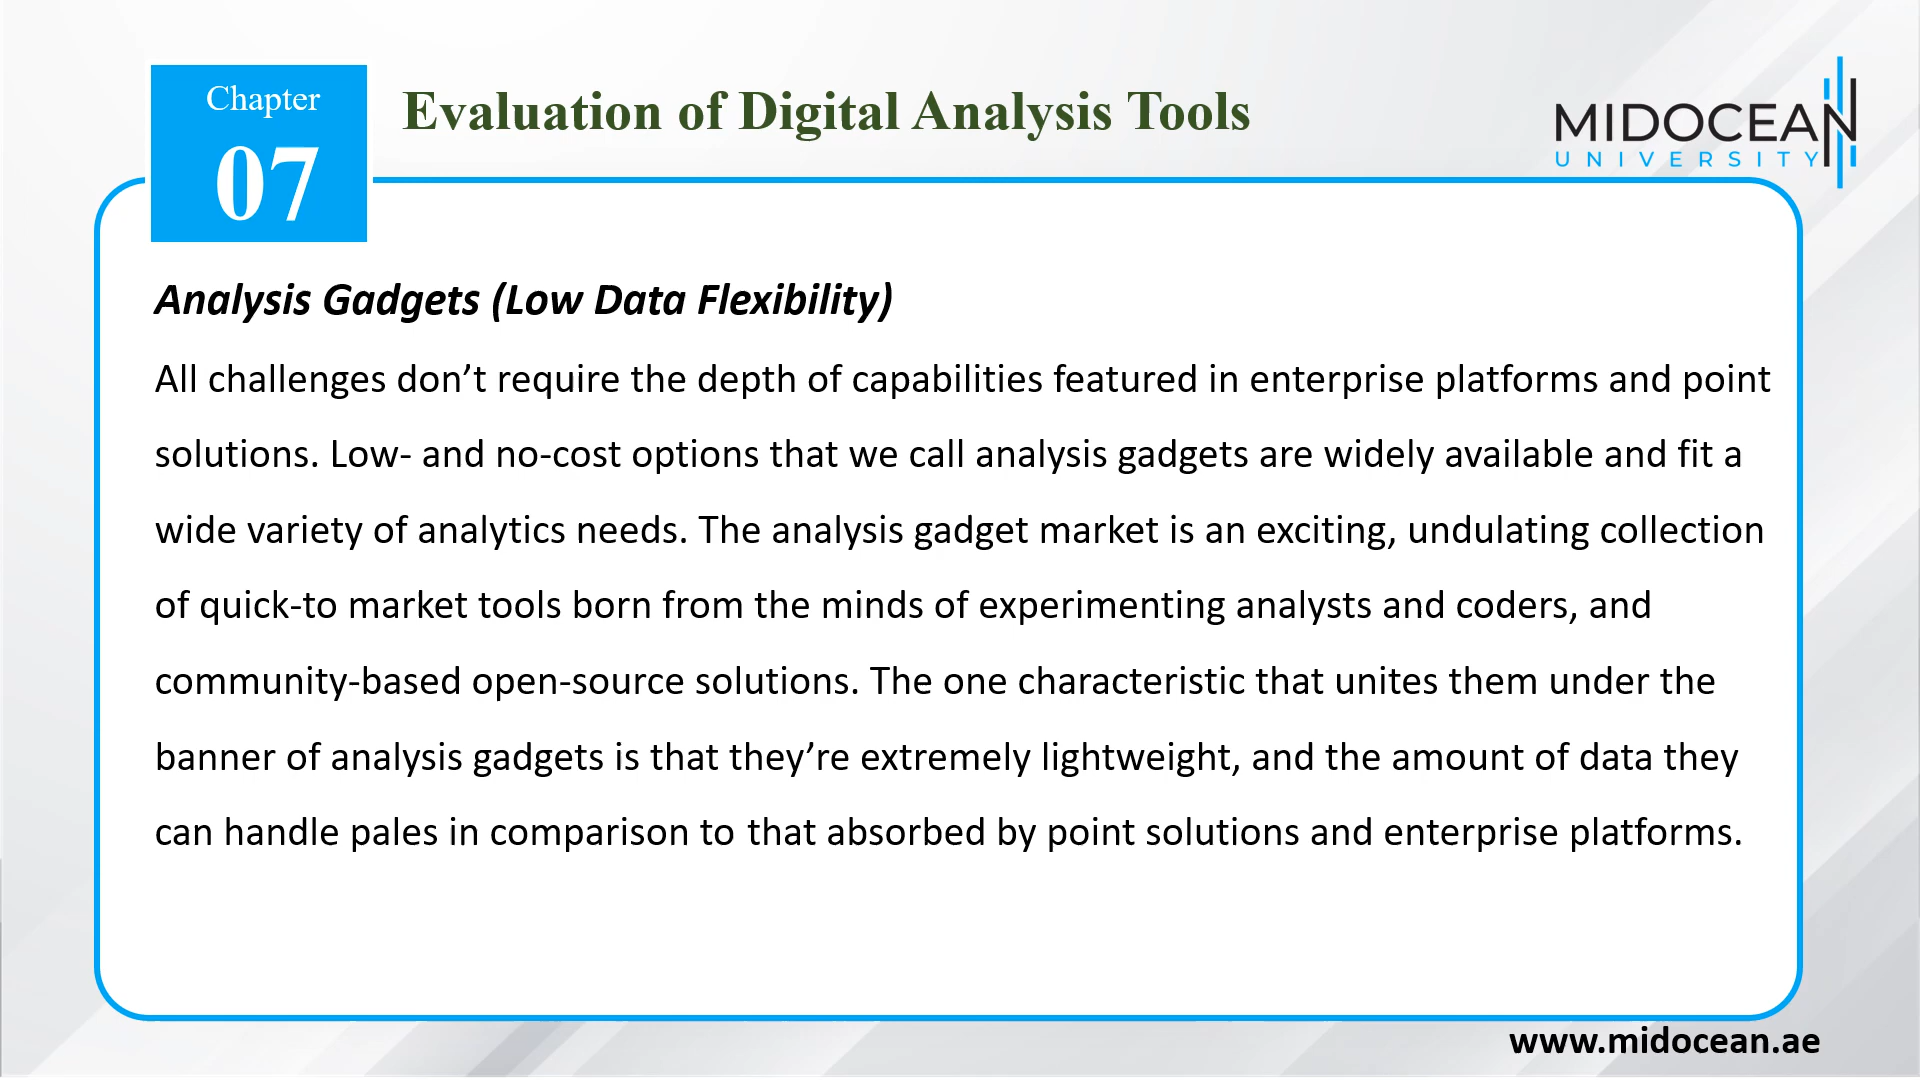 Chapter
07
Evaluation of Digital Analysis Tools
MIDOCEAN
UNIVERSITY
Analysis Gadgets (Low Data Flexibility)
All challenges don’t require the depth of capabilities featured in enterprise platforms and point
solutions. Low- and no-cost options that we call analysis gadgets are widely available and fit a
wide variety of analytics needs. The analysis gadget market is an exciting, undulating collection
of quick-to market tools born from the minds of experimenting analysts and coders, and
community-based open-source solutions. The one characteristic that unites them under the
banner of analysis gadgets is that they’re extremely lightweight, and the amount of data they
can handle pales in comparison to that absorbed by point solutions and enterprise platforms.
www.midocean.ae